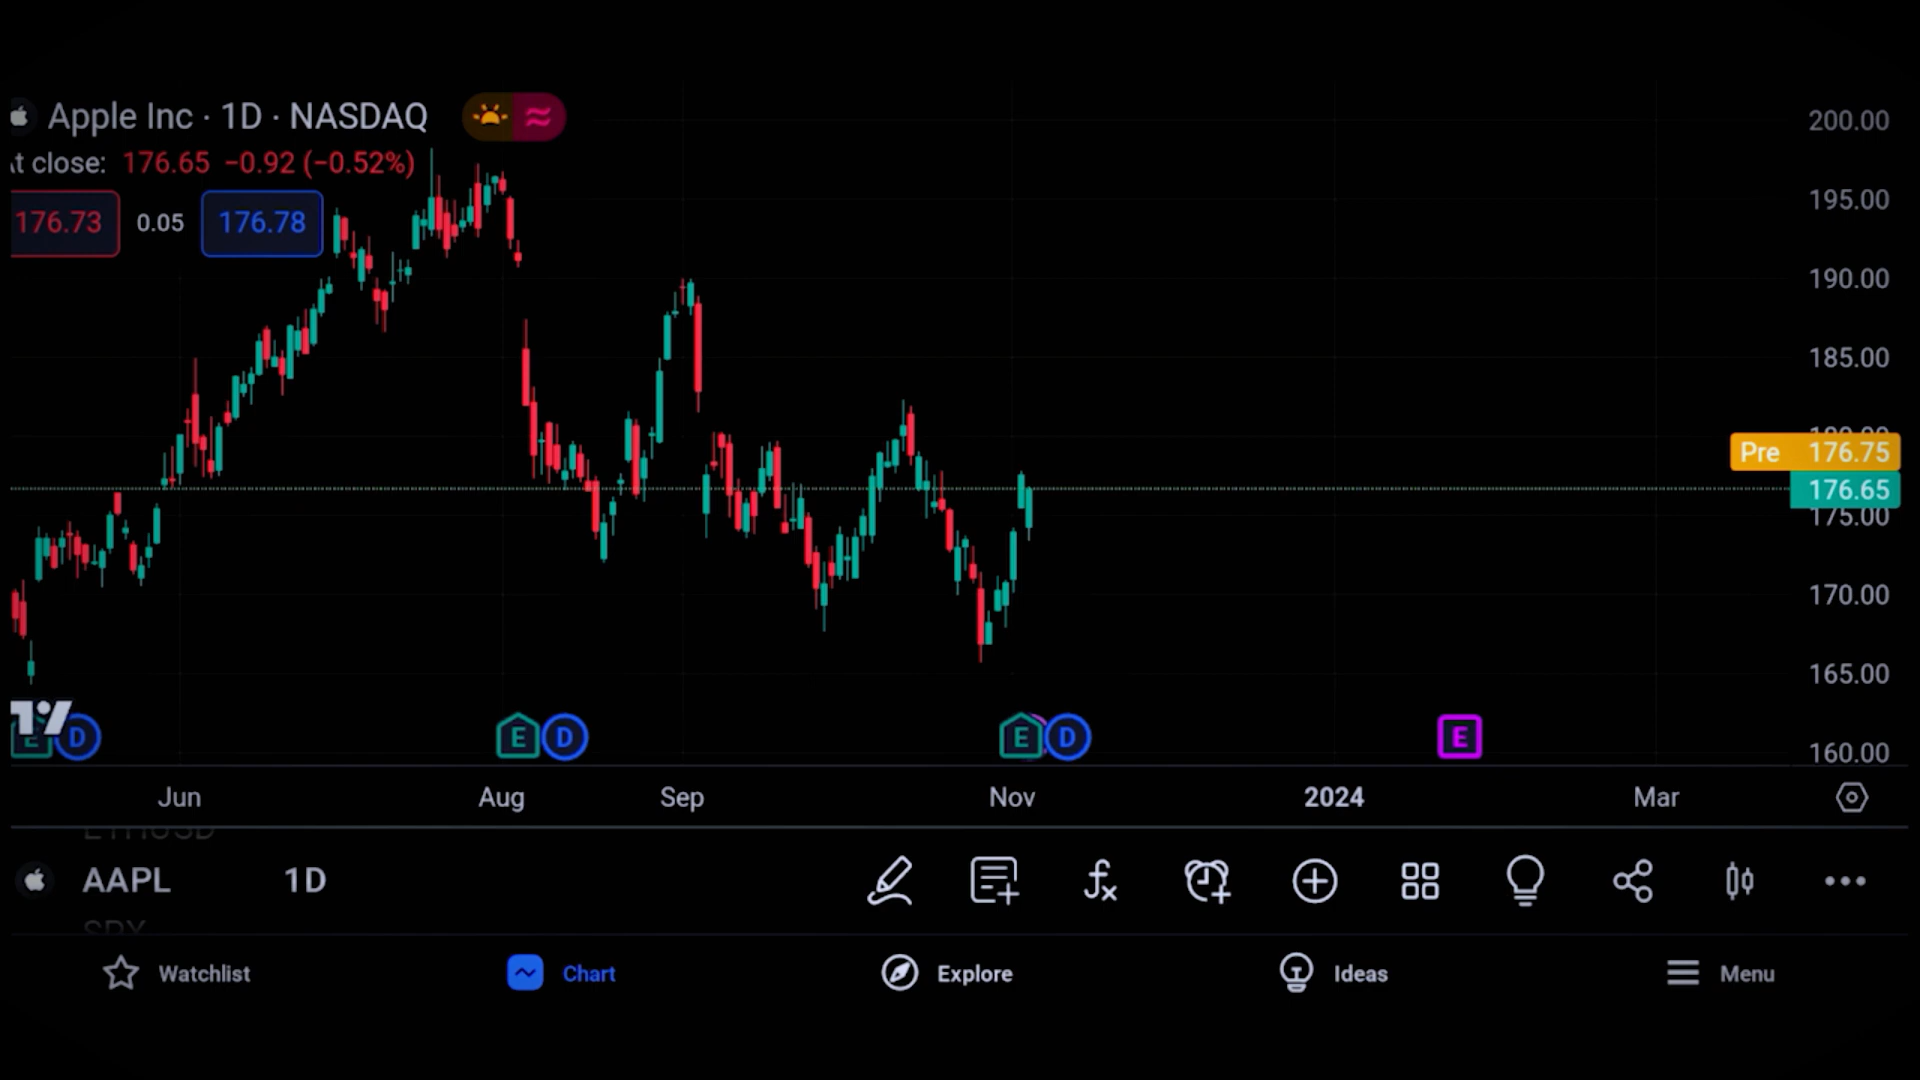 Apple Inc · 1D · NASDAQ
t close: 176.65 −0.92 (−0.52%)
176.73 0.05 176.78
200.00
195.00
190.00
185.00
Pre 176.75
176.65
175.00
170.00
165.00
160.00
E D E D E D E
Jun Aug Sep Nov 2024 Mar
AAPL 1D
Watchlist Chart Explore Ideas Menu